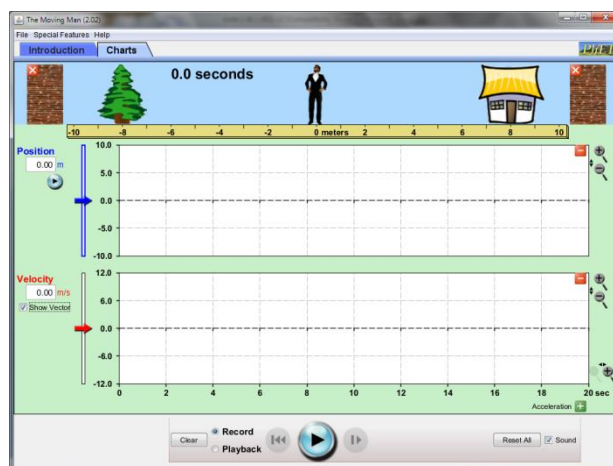 The Moving Man (2.02)
File Special Features Help
Introduction Charts
PhET
0.0 seconds
-10 -8 -6 -4 -2 0 meters 2 4 6 8 10
Position
0.00 m
10.0
5.0
0.0
-5.0
-10.0
Velocity
0.00 m/s
Show Vector
12.0
6.0
0.0
-6.0
-12.0
0 2 4 6 8 10 12 14 16 18 20 sec
Acceleration
Clear
Record
Playback
Reset All
Sound